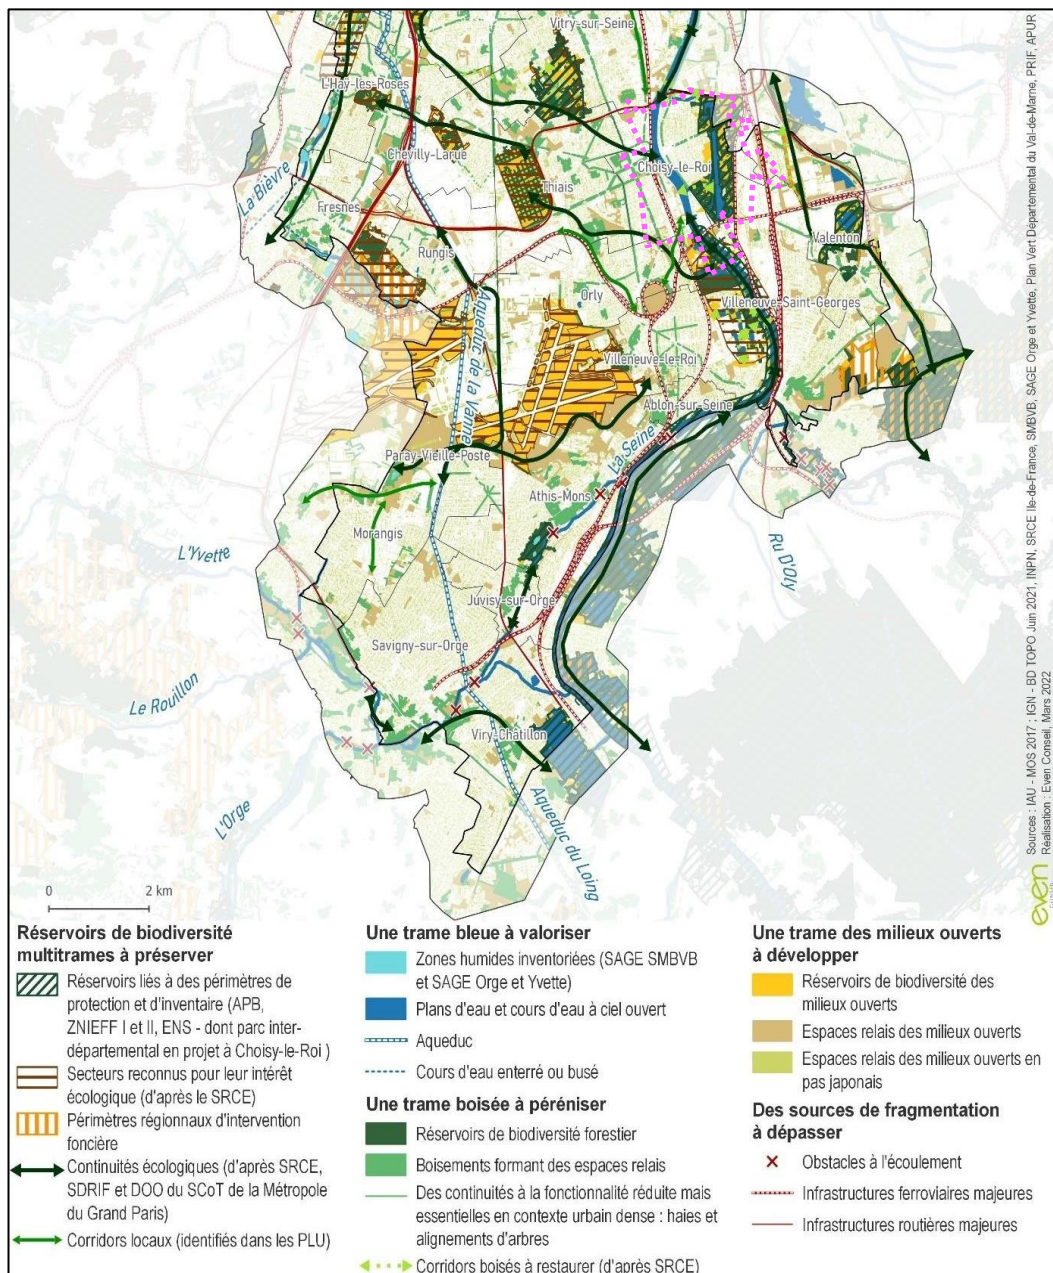 Vitry-sur-Seine
L'Haÿ-les-Roses
Chevilly-Larue
Choisy-le-Roi
La Bièvre
Thiais
Fresnes
Valenton
Rungis
Orly
Villeneuve-Saint-Georges
Aqueduc de la Vanne
Villeneuve-le-Roi
Ablon-sur-Seine
Paray-Vieille-Poste
La Seine
Athis-Mons
Morangis
L'Yvette
Ru D'Oly
Juvisy-sur-Orge
Savigny-sur-Orge
Le Rouillon
Viry-Châtillon
L'Orge
Aqueduc du Loing
0 2 km
Sources : IAU - MOS 2017 ; IGN - BD TOPO Juin 2021, INPN, SRCE Ile-de-France, SMBVB, SAGE Orge et Yvette, Plan Vert Départemental du Val-de-Marne, PRIF, APUR
Réalisation : Even Conseil, Mars 2022
even
Réservoirs de biodiversité
multitrames à préserver
Réservoirs liés à des périmètres de
protection et d'inventaire (APB,
ZNIEFF I et II, ENS - dont parc inter-
départemental en projet à Choisy-le-Roi )
Secteurs reconnus pour leur intérêt
écologique (d'après le SRCE)
Périmètres régionnaux d'intervention
foncière
Continuités écologiques (d'après SRCE,
SDRIF et DOO du SCoT de la Métropole
du Grand Paris)
Corridors locaux (identifiés dans les PLU)
Une trame bleue à valoriser
Zones humides inventoriées (SAGE SMBVB
et SAGE Orge et Yvette)
Plans d'eau et cours d'eau à ciel ouvert
Aqueduc
Cours d'eau enterré ou busé
Une trame boisée à péréniser
Réservoirs de biodiversité forestier
Boisements formant des espaces relais
Des continuités à la fonctionnalité réduite mais
essentielles en contexte urbain dense : haies et
alignements d'arbres
Corridors boisés à restaurer (d'après SRCE)
Une trame des milieux ouverts
à développer
Réservoirs de biodiversité des
milieux ouverts
Espaces relais des milieux ouverts
Espaces relais des milieux ouverts en
pas japonais
Des sources de fragmentation
à dépasser
Obstacles à l'écoulement
Infrastructures ferroviaires majeures
Infrastructures routières majeures